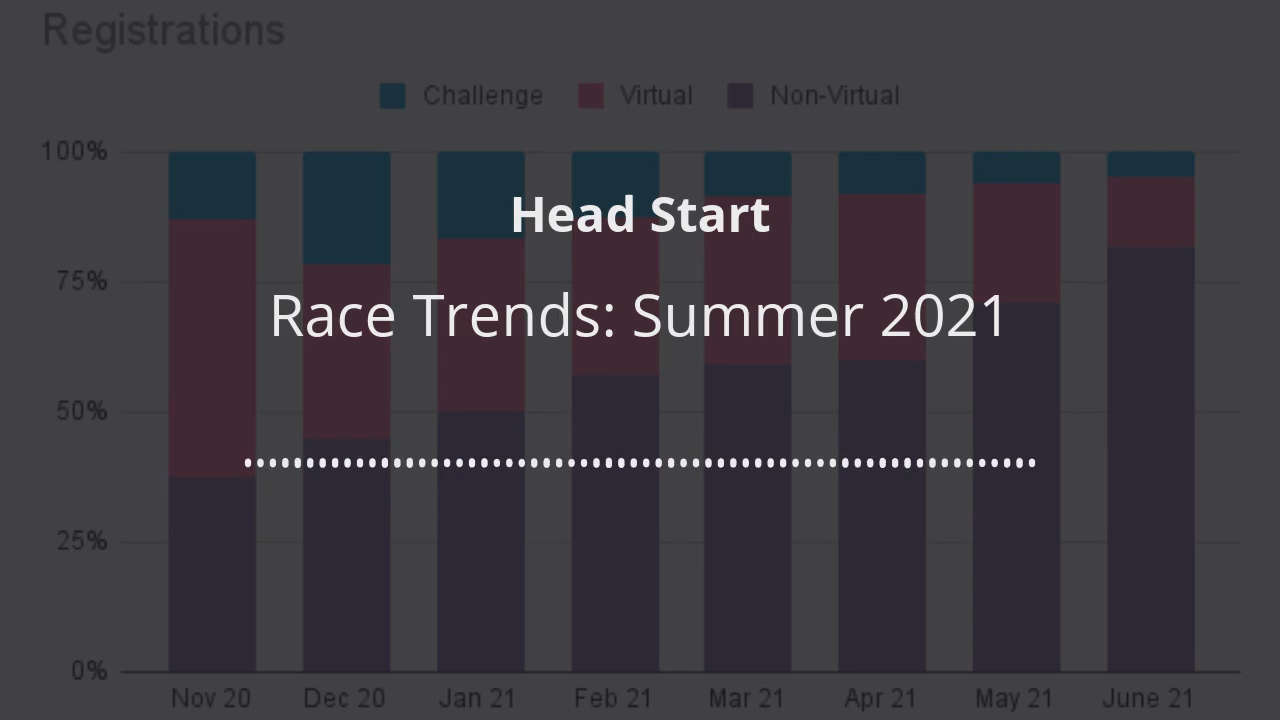 Registrations
Challenge Virtual Non-Virtual
100%
Head Start
75%
Race Trends: Summer 2021
50%
25%
0%
Nov 20 Dec 20 Jan 21 Feb 21 Mar 21 Apr 21 May 21 June 21